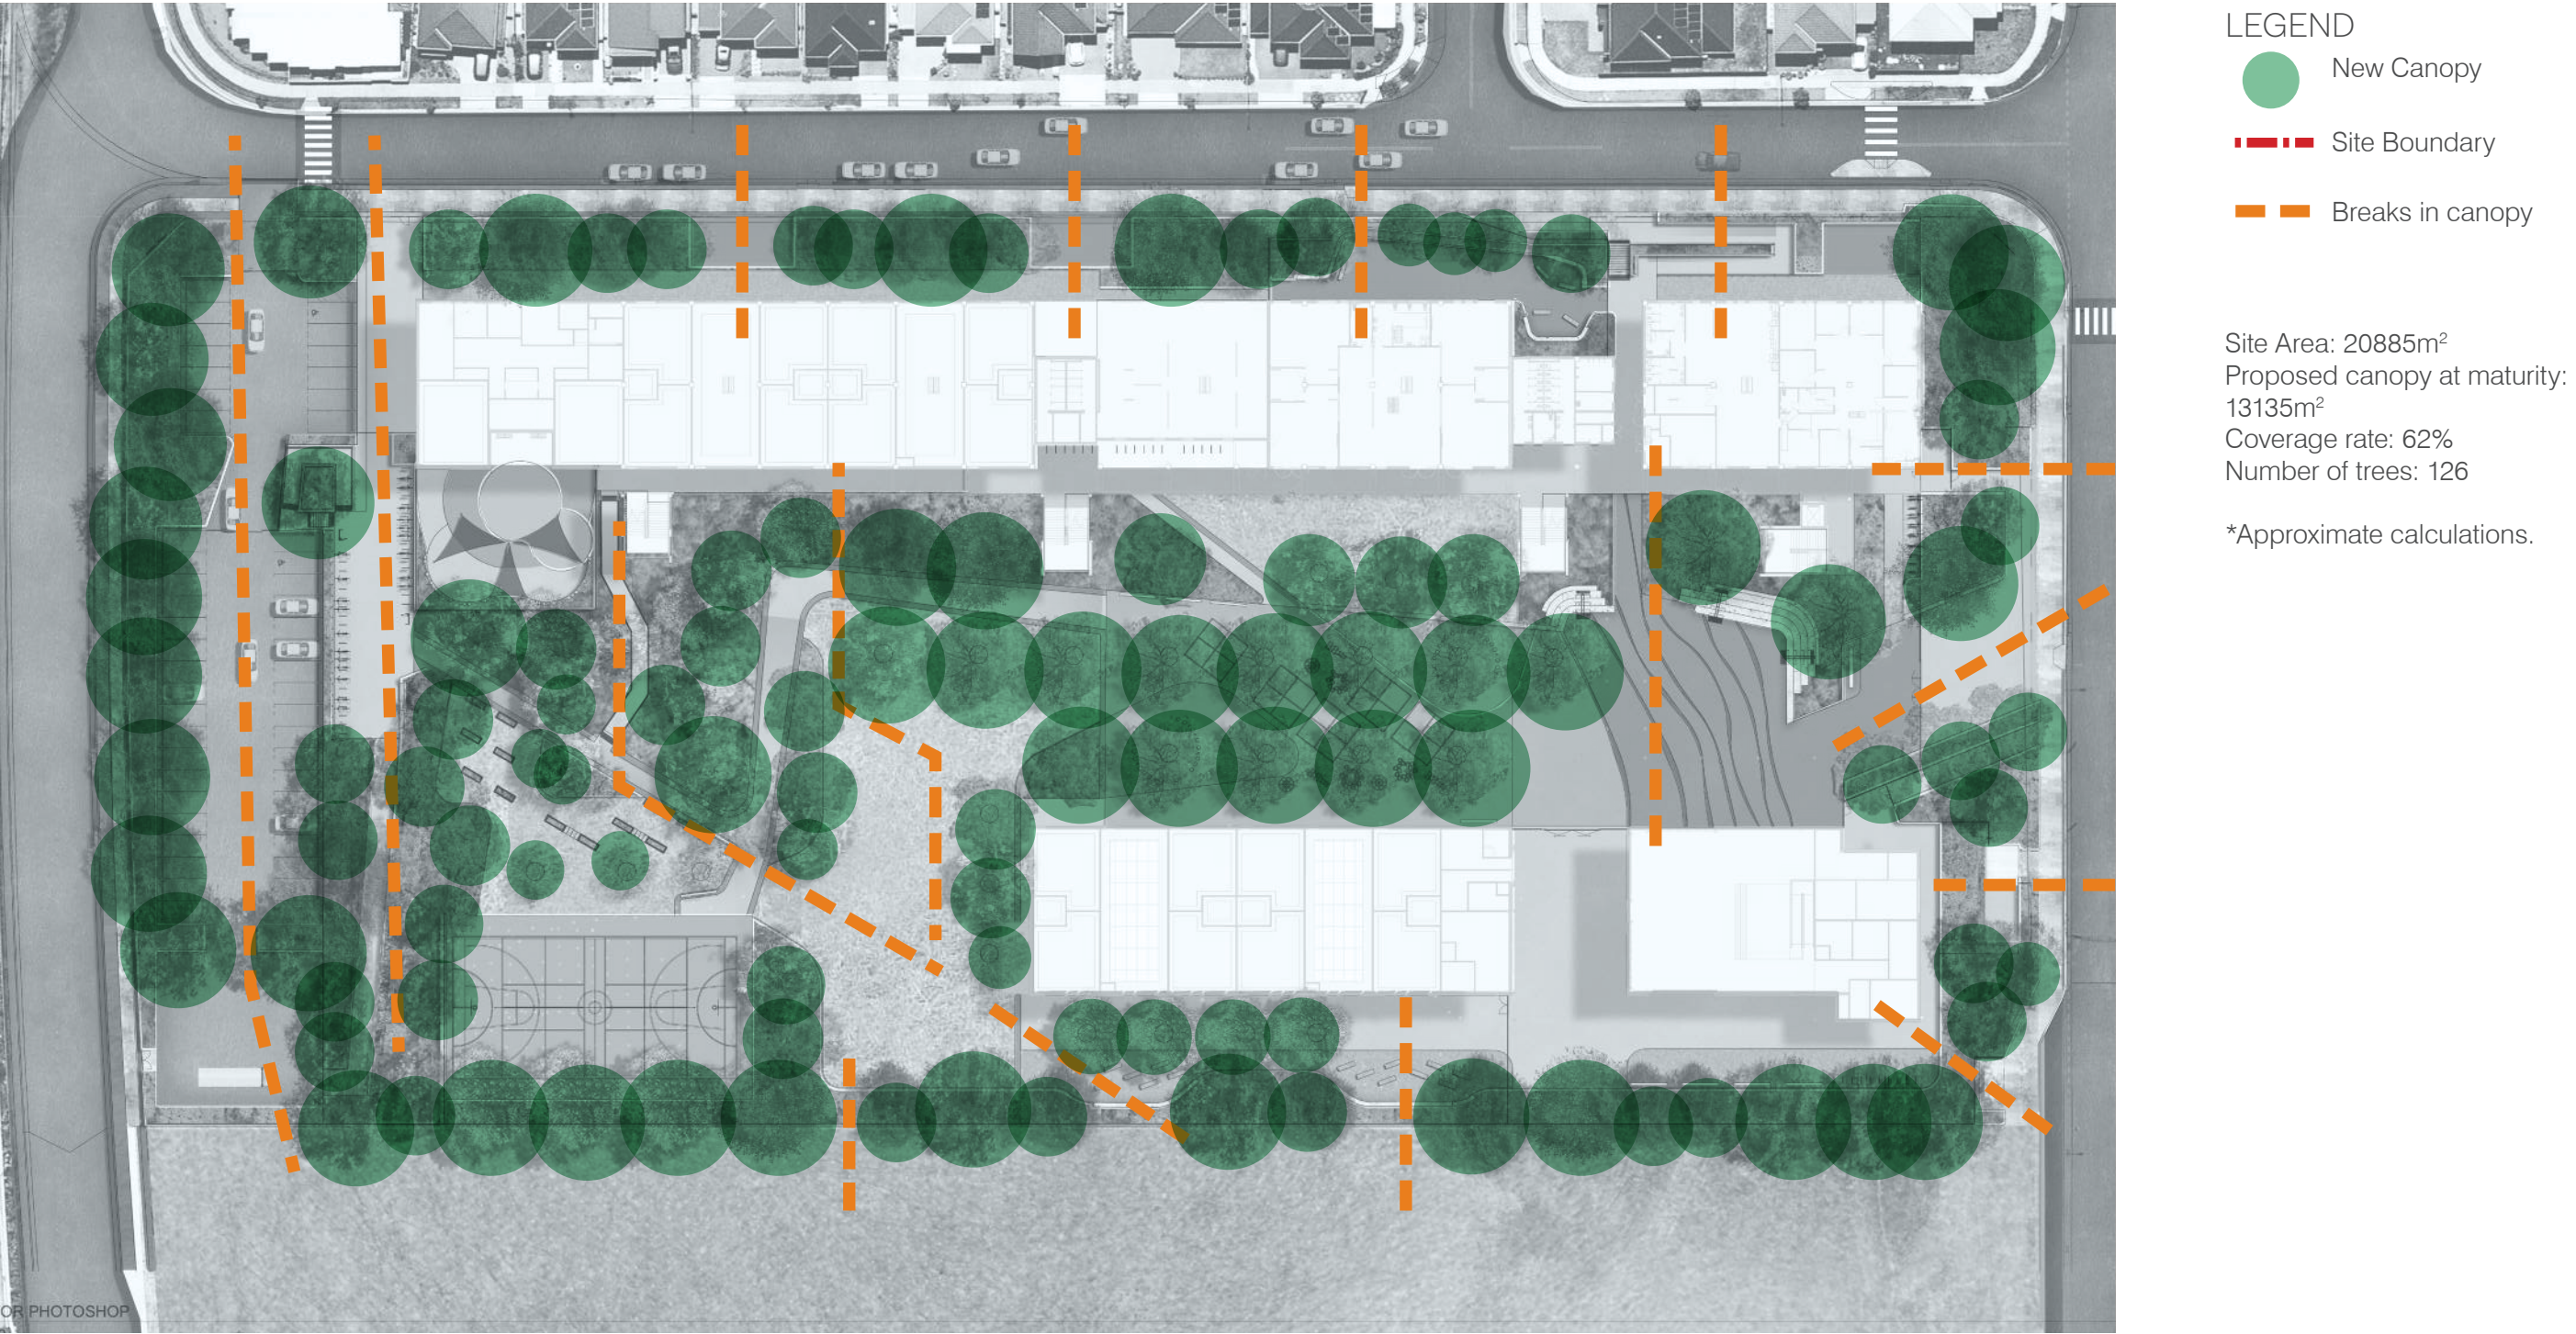 LEGEND
New Canopy
Site Boundary
Breaks in canopy
Site Area: 20885m²
Proposed canopy at maturity:
13135m²
Coverage rate: 62%
Number of trees: 126
*Approximate calculations.
OR PHOTOSHOP